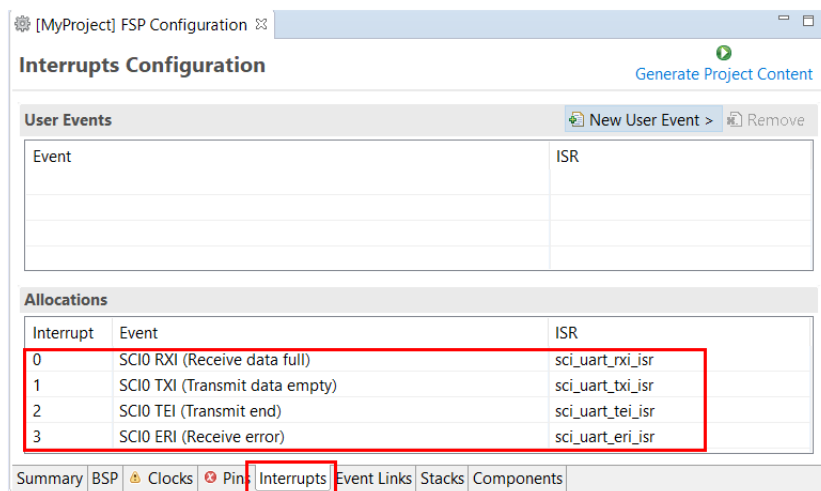 [MyProject] FSP Configuration
Interrupts Configuration
Generate Project Content
User Events New User Event > Remove
Event ISR
Allocations
Interrupt Event ISR
0 SCI0 RXI (Receive data full) sci_uart_rxi_isr
1 SCI0 TXI (Transmit data empty) sci_uart_txi_isr
2 SCI0 TEI (Transmit end) sci_uart_tei_isr
3 SCI0 ERI (Receive error) sci_uart_eri_isr
Summary BSP Clocks Pins Interrupts Event Links Stacks Components